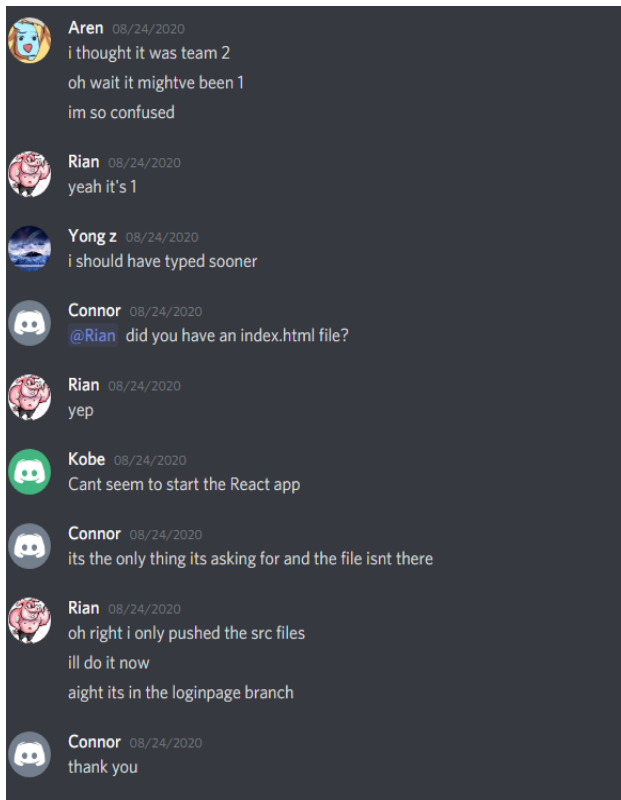 Aren 08/24/2020
i thought it was team 2
oh wait it mightve been 1
im so confused
Rian 08/24/2020
yeah it's 1
Yong z 08/24/2020
i should have typed sooner
Connor 08/24/2020
@Rian did you have an index.html file?
Rian 08/24/2020
yep
Kobe 08/24/2020
Cant seem to start the React app
Connor 08/24/2020
its the only thing its asking for and the file isnt there
Rian 08/24/2020
oh right i only pushed the src files
ill do it now
aight its in the loginpage branch
Connor 08/24/2020
thank you